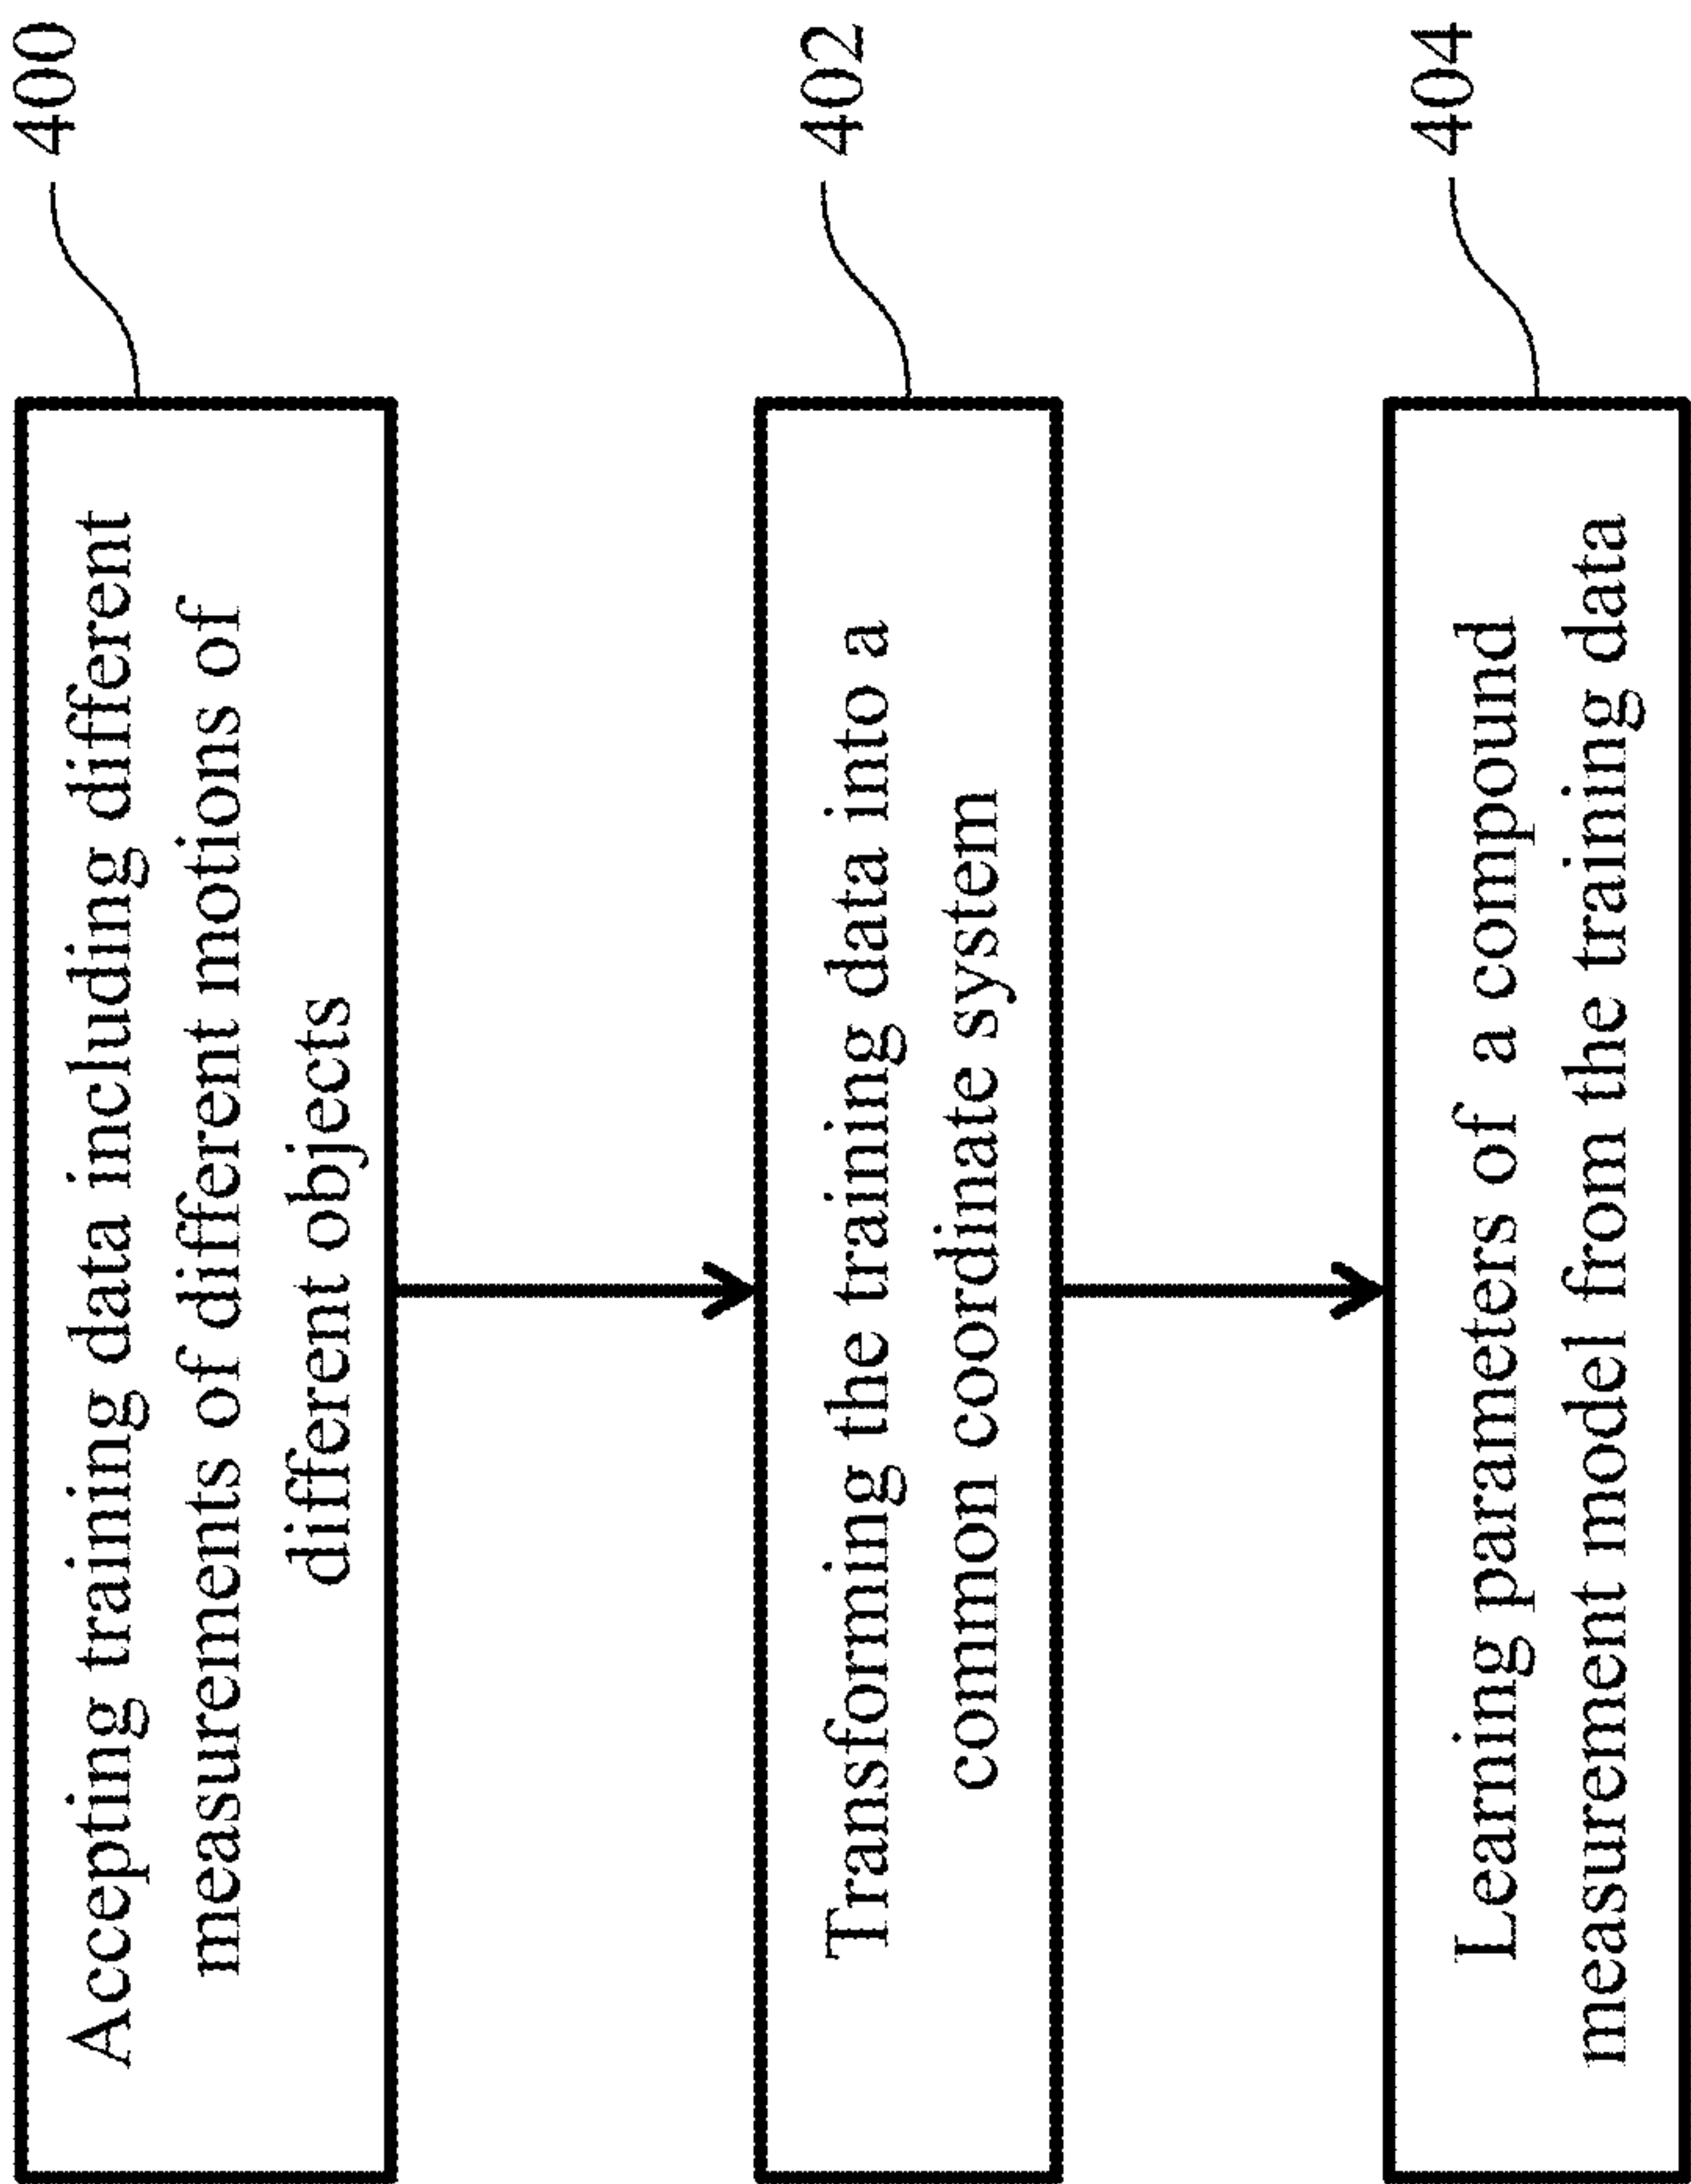 Accepting training data including different
measurements of different motions of
different objects
400
Transforming the training data into a
common coordinate system
402
Learning parameters of a compound
measurement model from the training data
404